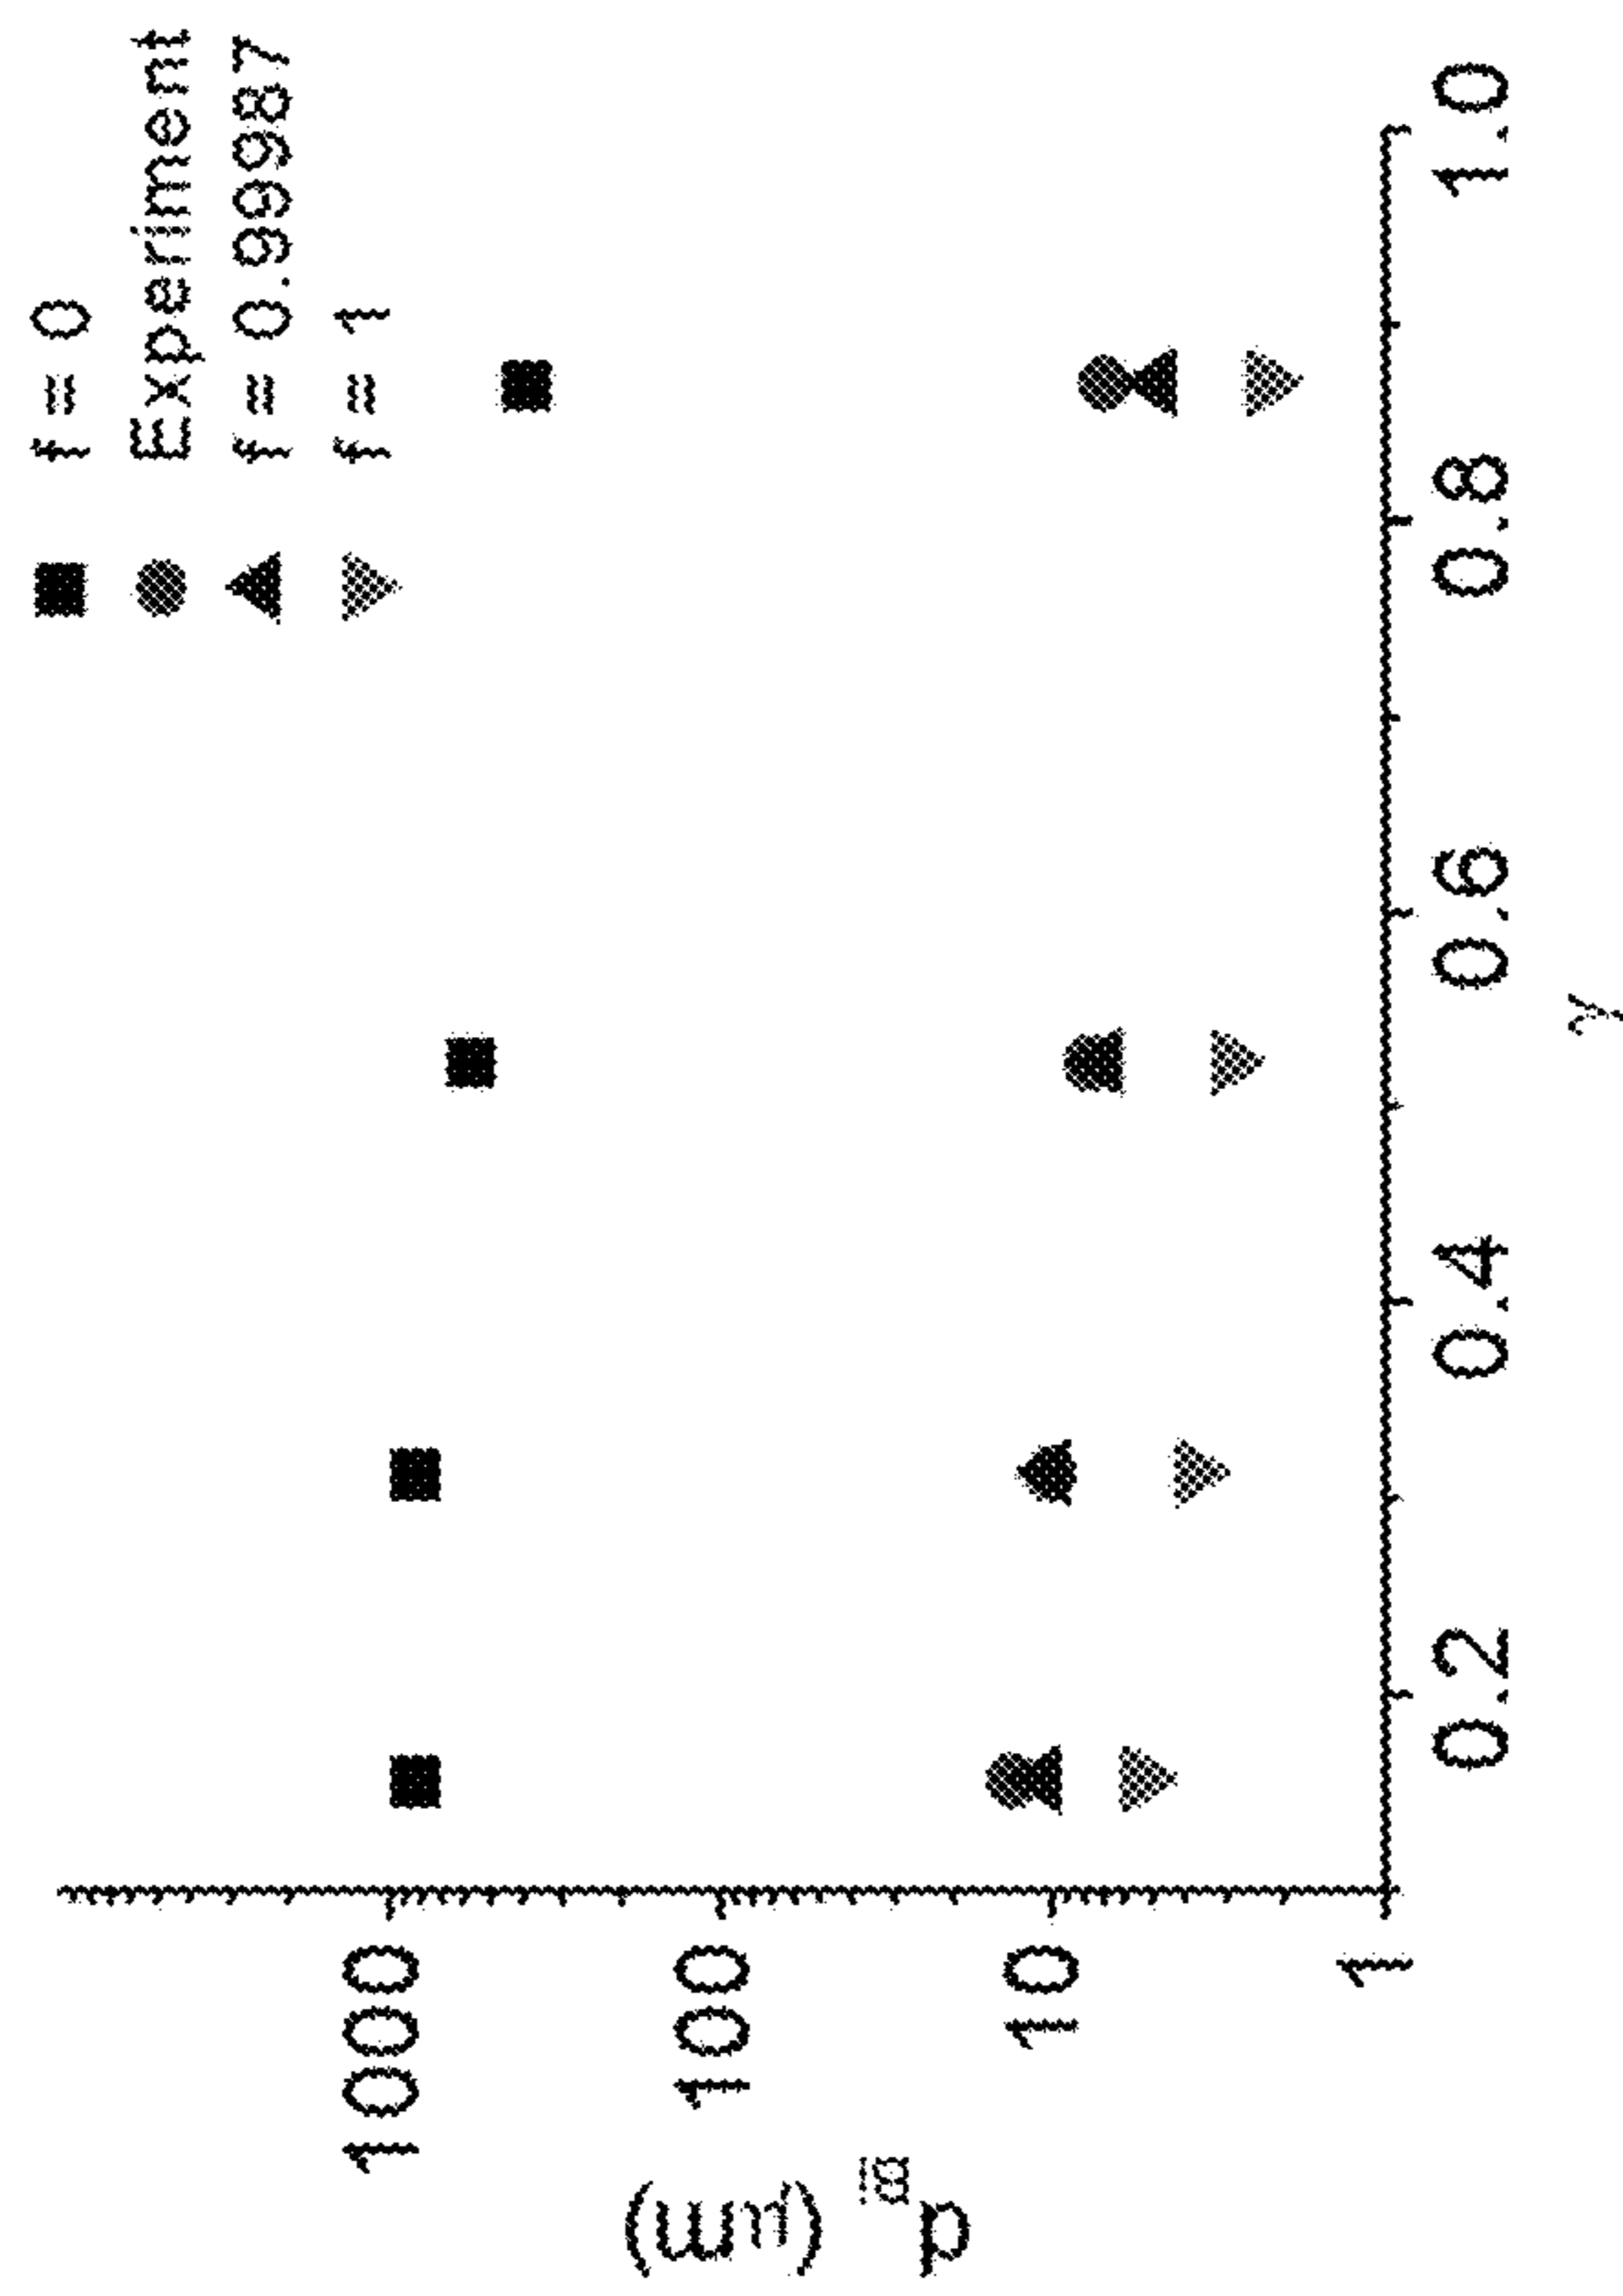 f = 0
Experiment
f = 0.99987
f = 1
1000
100
10
1
d (μm)
0.2
0.4
0.6
0.8
1.0
γ